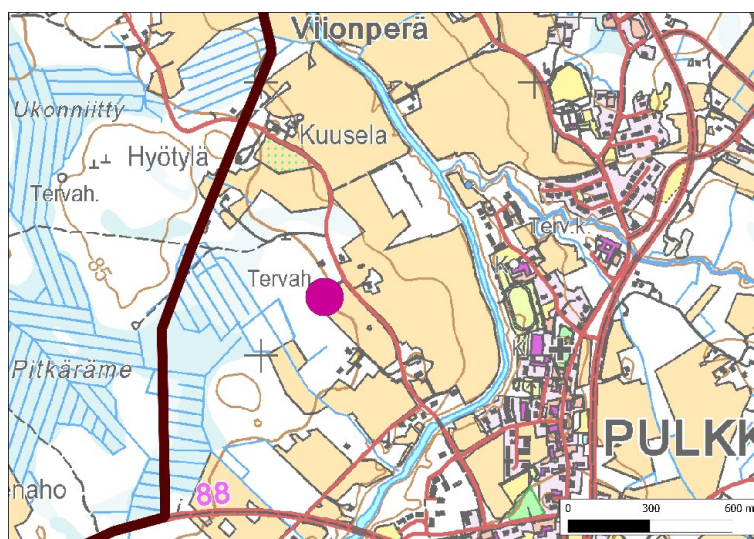 Viionperä
Ukonniitty
Kuusela
Hyötylä
Tervah.
Terv.k.
Tervah.
85
K
K
Pitkäräme
PULKK
enaho
88
0 300 600 m